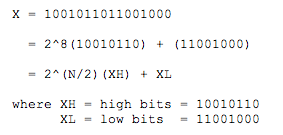 X = 1001011011001000
= 2^8(10010110) + (11001000)
= 2^(N/2)(XH) + XL
where XH = high bits = 10010110
XL = low bits = 11001000